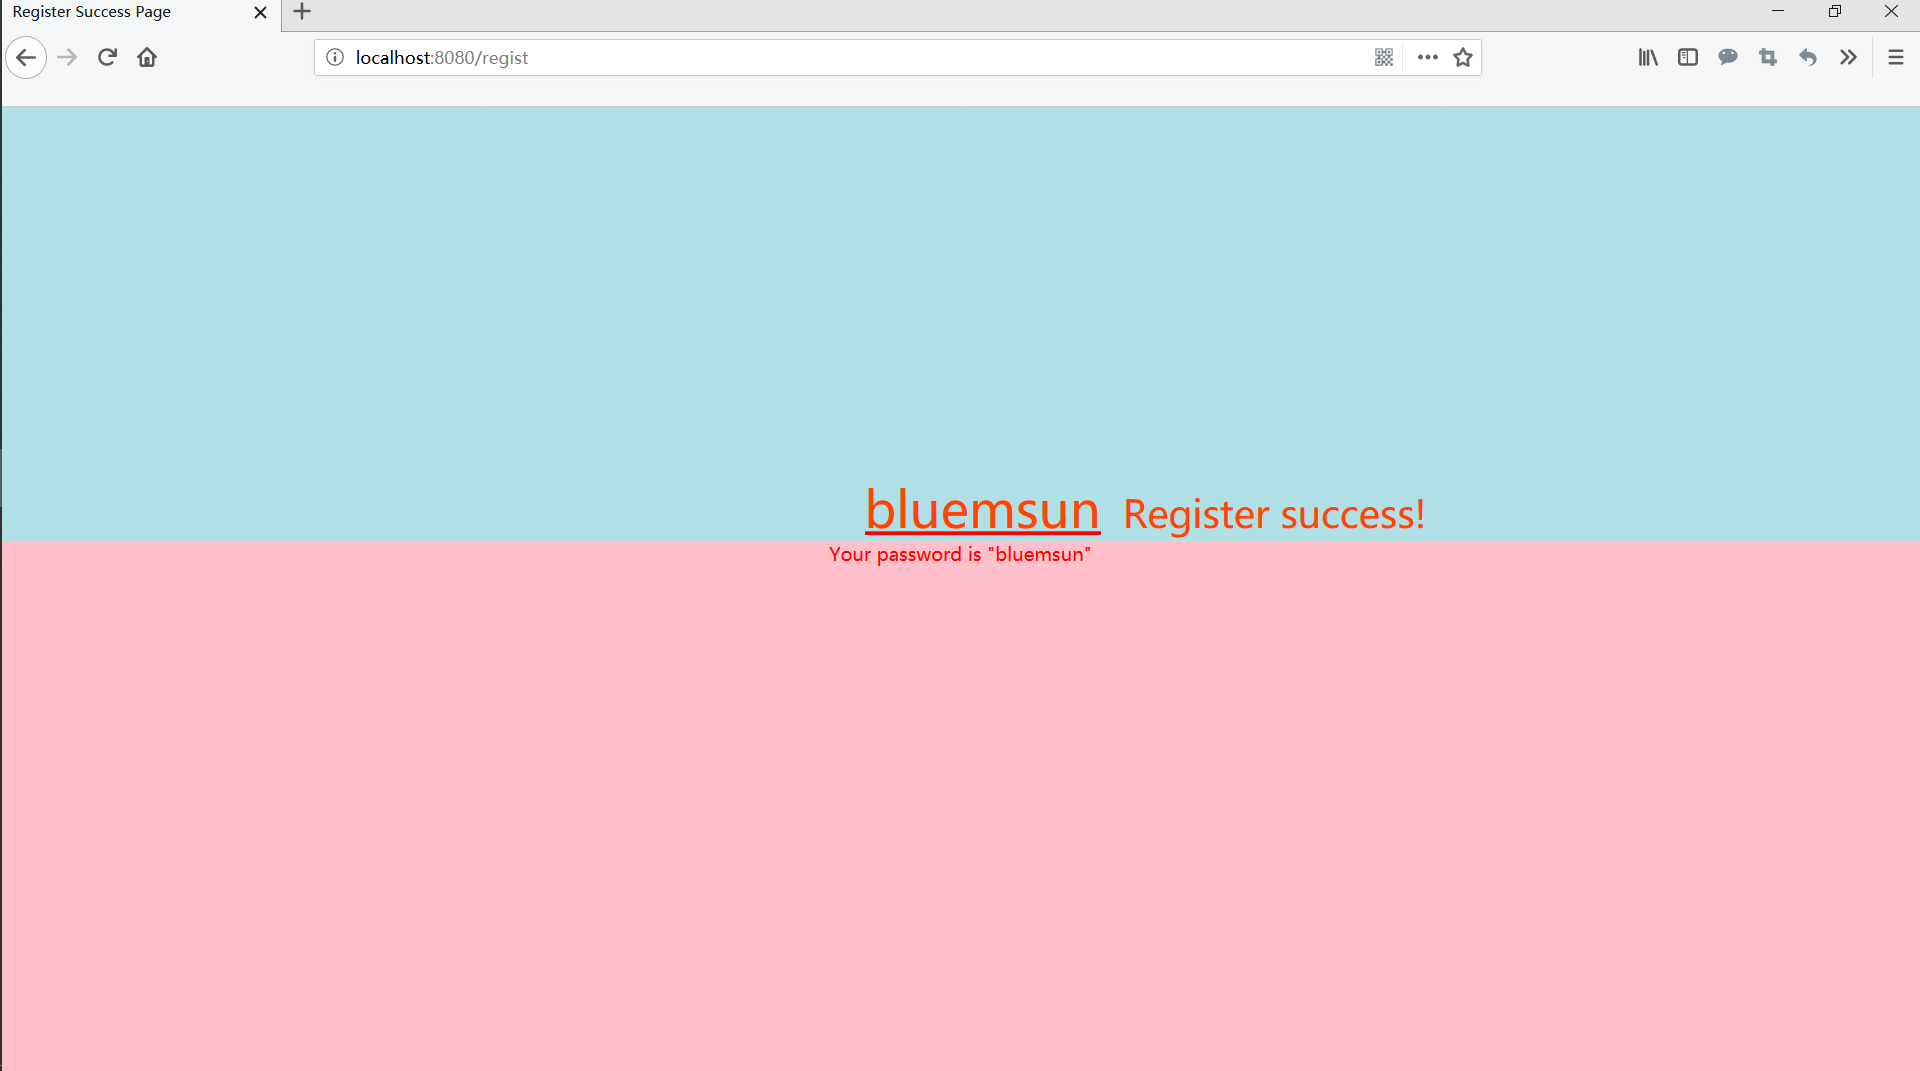 Register Success Page
localhost:8080/regist
bluemsun Register success!
Your password is "bluemsun"